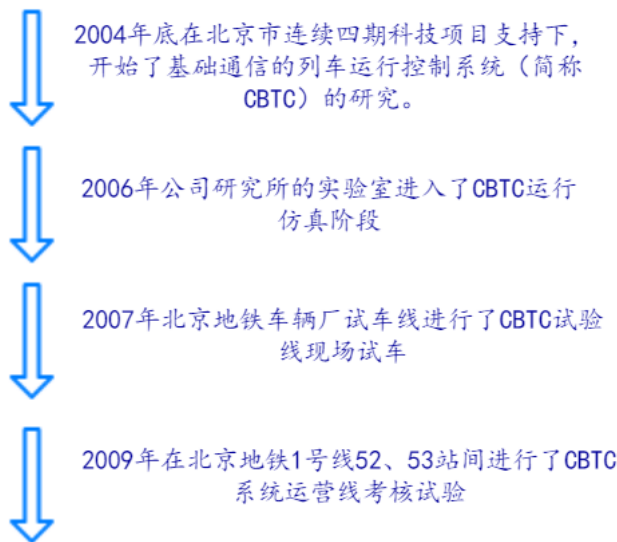 2004年底在北京市连续四期科技项目支持下，
开始了基础通信的列车运行控制系统（简称
CBTC）的研究。
2006年公司研究所的实验室进入了CBTC运行
仿真阶段
2007年北京地铁车辆厂试车线进行了CBTC试验
线现场试车
2009年在北京地铁1号线52、53站间进行了CBTC
系统运营线考核试验